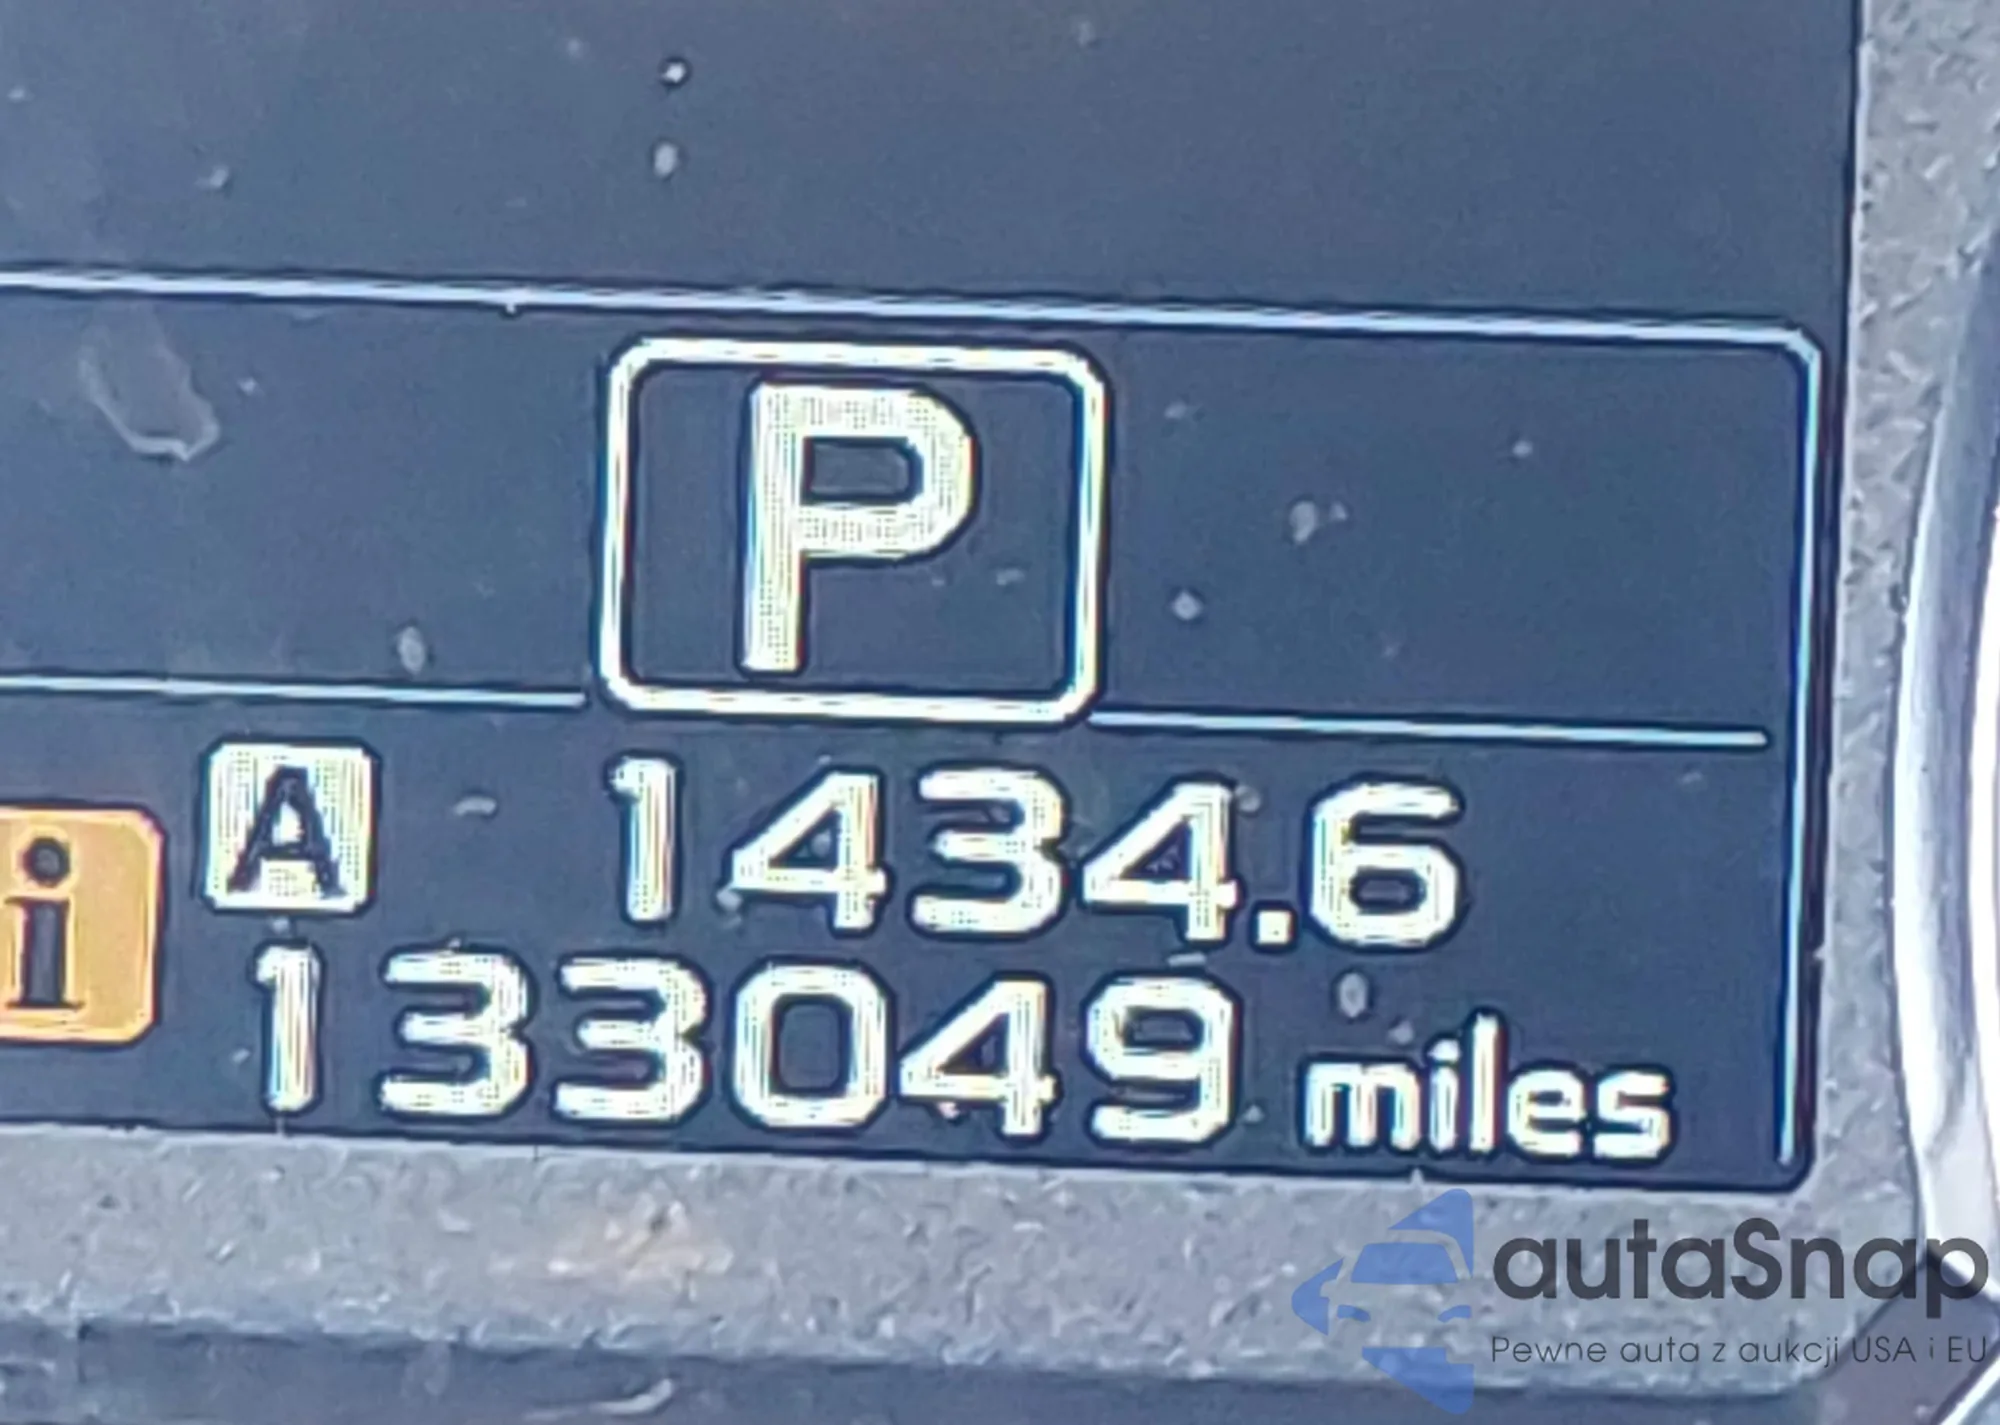 P
A 1434.6
i 133049 miles
autaSnap
Pewne auta z aukcji USA i EU